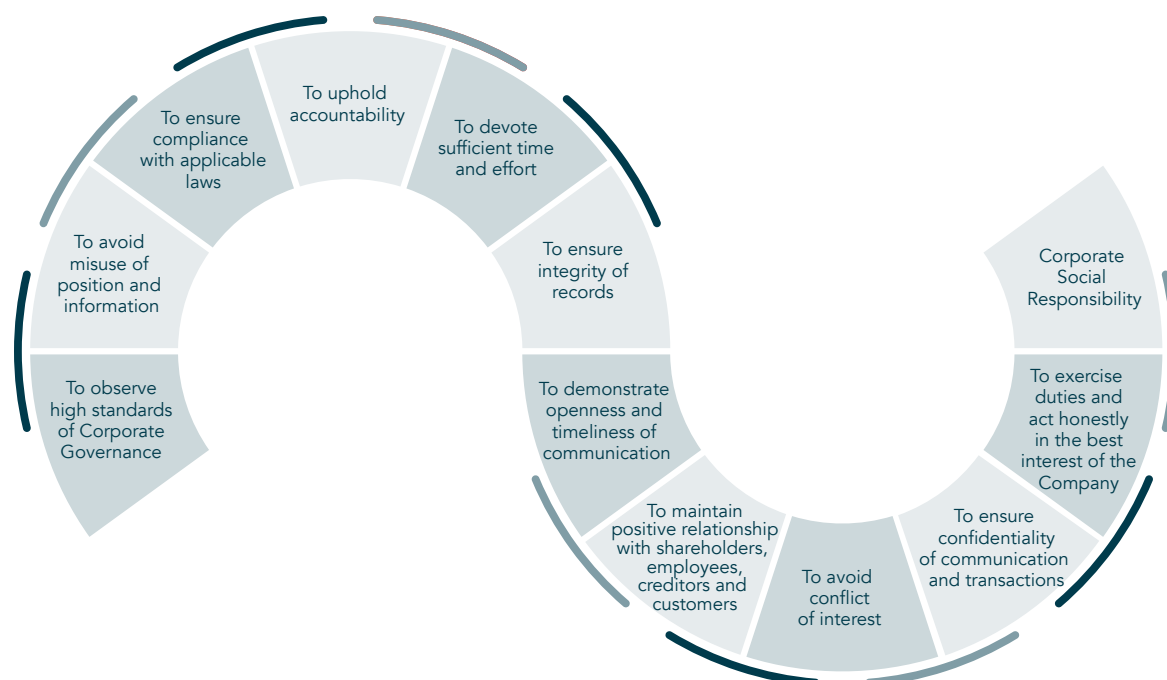 To observe
high standards
of Corporate
Governance
To avoid
misuse of
position and
information
To ensure
compliance
with applicable
laws
To uphold
accountability
To devote
sufficient time
and effort
To ensure
integrity of
records
To demonstrate
openness and
timeliness of
communication
To maintain
positive relationship
with shareholders,
employees,
creditors and
customers
To avoid
conflict
of interest
To ensure
confidentiality
of communication
and transactions
To exercise
duties and
act honestly
in the best
interest of the
Company
Corporate
Social
Responsibility